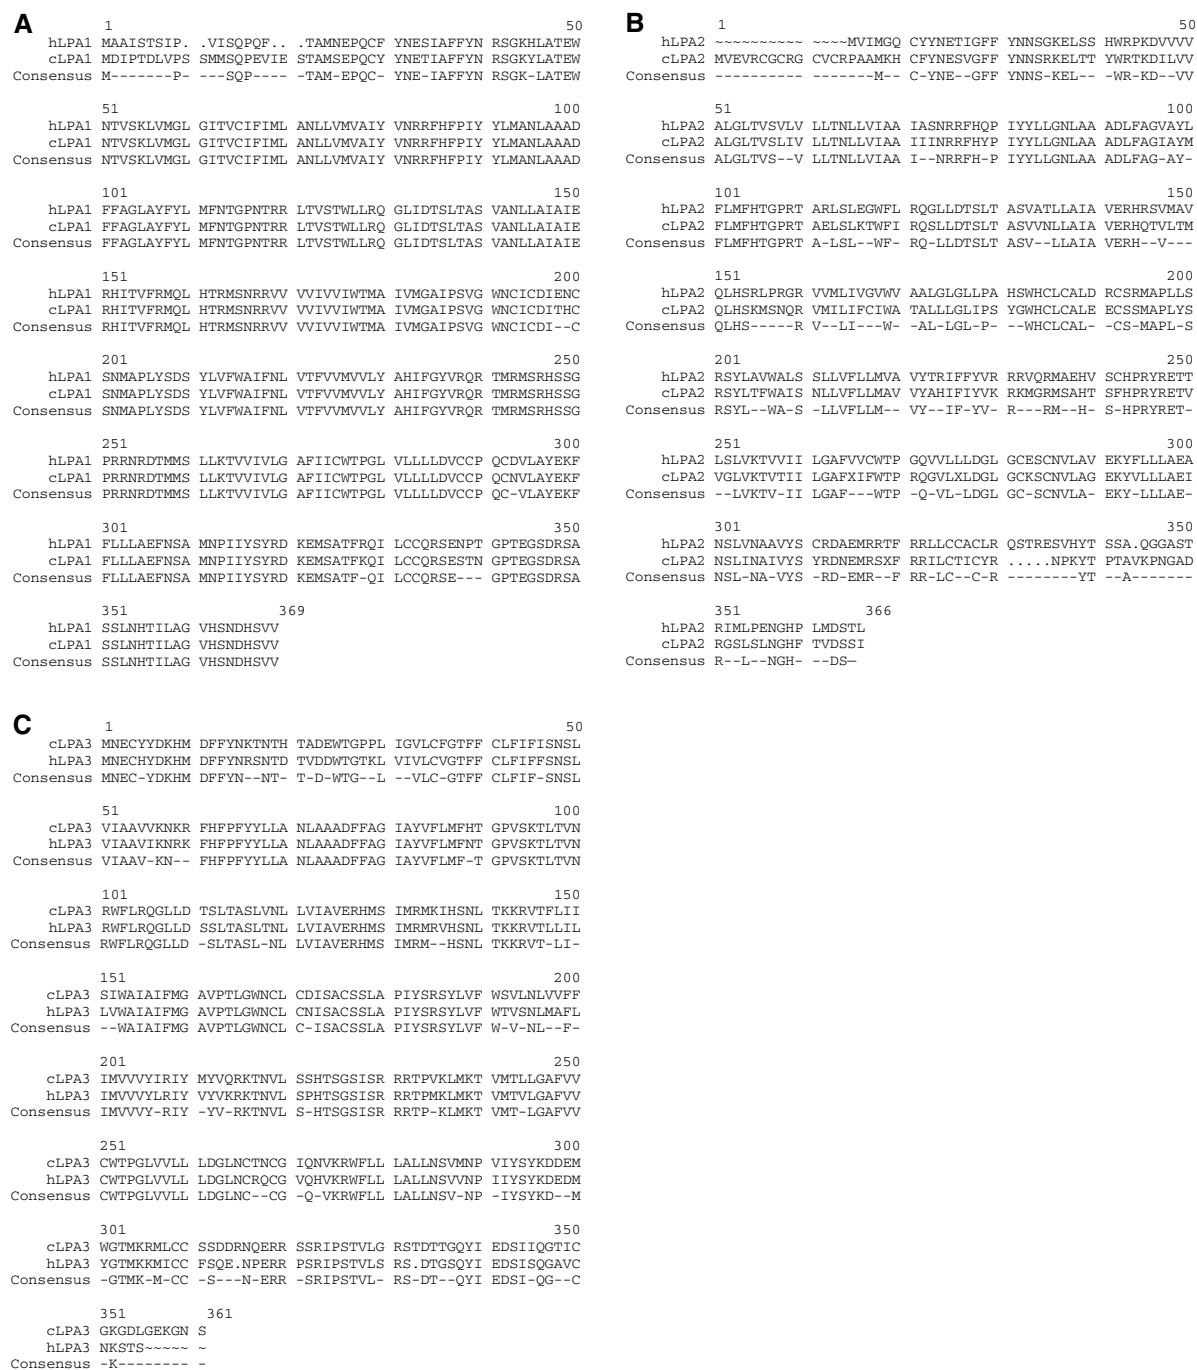 A
1 50
hLPA1 MAAISTSIP. .VISQPQF.. .TAMNEPQCF YNESIAFFYN RSGKHLATEW
cLPA1 MDIPTDLVPS SMMSQPEVIE STAMSEPQCY YNETIAFFYN RSGKYLATEW
Consensus M-------P- ---SQP---- -TAM-EPQC- YNE-IAFFYN RSGK-LATEW
51 100
hLPA1 NTVSKLVMGL GITVCIFIML ANLLVMVAIY VNRRFHFPIY YLMANLAAAD
cLPA1 NTVSKLVMGL GITVCIFIML ANLLVMVAIY VNRRFHFPIY YLMANLAAAD
Consensus NTVSKLVMGL GITVCIFIML ANLLVMVAIY VNRRFHFPIY YLMANLAAAD
101 150
hLPA1 FFAGLAYFYL MFNTGPNTRR LTVSTWLLRQ GLIDTSLTAS VANLLAIAIE
cLPA1 FFAGLAYFYL MFNTGPNTRR LTVSTWLLRQ GLIDTSLTAS VANLLAIAIE
Consensus FFAGLAYFYL MFNTGPNTRR LTVSTWLLRQ GLIDTSLTAS VANLLAIAIE
151 200
hLPA1 RHITVFRMQL HTRMSNRRVV VVIVVIWTMA IVMGAIPSVG WNCICDIENC
cLPA1 RHITVFRMQL HTRMSNRRVV VVIVVIWTMA IVMGAIPSVG WNCICDITHC
Consensus RHITVFRMQL HTRMSNRRVV VVIVVIWTMA IVMGAIPSVG WNCICDI--C
201 250
hLPA1 SNMAPLYSDS YLVFWAIFNL VTFVVMVVLY AHIFGYVRQR TMRMSRHSSG
cLPA1 SNMAPLYSDS YLVFWAIFNL VTFVVMVVLY AHIFGYVRQR TMRMSRHSSG
Consensus SNMAPLYSDS YLVFWAIFNL VTFVVMVVLY AHIFGYVRQR TMRMSRHSSG
251 300
hLPA1 PRRNRDTMMS LLKTVVIVLG AFIICWTPGL VLLLLDVCCP QCDVLAYEKF
cLPA1 PRRNRDTMMS LLKTVVIVLG AFIICWTPGL VLLLLDVCCP QCNVLAYEKF
Consensus PRRNRDTMMS LLKTVVIVLG AFIICWTPGL VLLLLDVCCP QC-VLAYEKF
301 350
hLPA1 FLLLAEFNSA MNPIIYSYRD KEMSATFRQI LCCQRSENPT GPTEGSDRSA
cLPA1 FLLLAEFNSA MNPIIYSYRD KEMSATFKQI LCCQRSESTN GPTEGSDRSA
Consensus FLLLAEFNSA MNPIIYSYRD KEMSATF-QI LCCQRSE--- GPTEGSDRSA
351 369
hLPA1 SSLNHTILAG VHSNDHSVV
cLPA1 SSLNHTILAG VHSNDHSVV
Consensus SSLNHTILAG VHSNDHSVV
B
1 50
hLPA2 ~~~~~~~~~~ ~~~~MVIMGQ CYYNETIGFF YNNSGKELSS HWRPKDVVVV
cLPA2 MVEVRCGCRG CVCRPAAMKH CFYNESVGFF YNNSRKELTT YWRTKDILVV
Consensus ---------- -------M-- C-YNE--GFF YNNS-KEL-- -WR-KD--VV
51 100
hLPA2 ALGLTVSVLV LLTNLLVIAA IASNRRFHQP IYYLLGNLAA ADLFAGVAYL
cLPA2 ALGLTVSLIV LLTNLLVIAA IIINRRFHYP IYYLLGNLAA ADLFAGIAYM
Consensus ALGLTVS--V LLTNLLVIAA I--NRRFH-P IYYLLGNLAA ADLFAG-AY-
101 150
hLPA2 FLMFHTGPRT ARLSLEGWFL RQGLLDTSLT ASVATLLAIA VERHRSVMAV
cLPA2 FLMFHTGPRT AELSLKTWFI RQSLLDTSLT ASVVNLLAIA VERHQTVLTM
Consensus FLMFHTGPRT A-LSL--WF- RQ-LLDTSLT ASV--LLAIA VERH--V---
151 200
hLPA2 QLHSRLPRGR VVMLIVGVWV AALGLGLLPA HSWHCLCALD RCSRMAPLLS
cLPA2 QLHSKMSNQR VMILIFCIWA TALLLGLIPS YGWHCLCALE ECSSMAPLYS
Consensus QLHS-----R V--LI---W- -AL-LGL-P- --WHCLCAL- -CS-MAPL-S
201 250
hLPA2 RSYLAVWALS SLLVFLLMVA VYTRIFFYVR RRVQRMAEHV SCHPRYRETT
cLPA2 RSYLTFWAIS NLLVFLLMAV VYAHIFIYVK RKMGRMSAHT SFHPRYRETV
Consensus RSYL--WA-S -LLVFLLM-- VY--IF-YV- R---RM--H- S-HPRYRET-
251 300
hLPA2 LSLVKTVVII LGAFVVCWTP GQVVLLLDGL GCESCNVLAV EKYFLLLAEA
cLPA2 VGLVKTVTII LGAFXIFWTP RQGVLXLDGL GCKSCNVLAG EKYVLLLAEI
Consensus --LVKTV-II LGAF---WTP -Q-VL-LDGL GC-SCNVLA- EKY-LLLAE-
301 350
hLPA2 NSLVNAAVYS CRDAEMRRTF RRLLCCACLR QSTRESVHYT SSA.QGGAST
cLPA2 NSLINAIVYS YRDNEMRSXF RRILCTICYR .....NPKYT PTAVKPNGAD
Consensus NSL-NA-VYS -RD-EMR--F RR-LC--C-R --------YT --A-------
351 366
hLPA2 RIMLPENGHP LMDSTL
cLPA2 RGSLSLNGHF TVDSSI
Consensus R--L--NGH- --DS—
C
1 50
cLPA3 MNECYYDKHM DFFYNKTNTH TADEWTGPPL IGVLCFGTFF CLFIFISNSL
hLPA3 MNECHYDKHM DFFYNRSNTD TVDDWTGTKL VIVLCVGTFF CLFIFFSNSL
Consensus MNEC-YDKHM DFFYN--NT- T-D-WTG--L --VLC-GTFF CLFIF-SNSL
51 100
cLPA3 VIAAVVKNKR FHFPFYYLLA NLAAADFFAG IAYVFLMFHT GPVSKTLTVN
hLPA3 VIAAVIKNRK FHFPFYYLLA NLAAADFFAG IAYVFLMFNT GPVSKTLTVN
Consensus VIAAV-KN-- FHFPFYYLLA NLAAADFFAG IAYVFLMF-T GPVSKTLTVN
101 150
cLPA3 RWFLRQGLLD TSLTASLVNL LVIAVERHMS IMRMKIHSNL TKKRVTFLII
hLPA3 RWFLRQGLLD SSLTASLTNL LVIAVERHMS IMRMRVHSNL TKKRVTLLIL
Consensus RWFLRQGLLD -SLTASL-NL LVIAVERHMS IMRM--HSNL TKKRVT-LI-
151 200
cLPA3 SIWAIAIFMG AVPTLGWNCL CDISACSSLA PIYSRSYLVF WSVLNLVVFF
hLPA3 LVWAIAIFMG AVPTLGWNCL CNISACSSLA PIYSRSYLVF WTVSNLMAFL
Consensus --WAIAIFMG AVPTLGWNCL C-ISACSSLA PIYSRSYLVF W-V-NL--F-
201 250
cLPA3 IMVVVYIRIY MYVQRKTNVL SSHTSGSISR RRTPVKLMKT VMTLLGAFVV
hLPA3 IMVVVYLRIY VYVKRKTNVL SPHTSGSISR RRTPMKLMKT VMTVLGAFVV
Consensus IMVVVY-RIY -YV-RKTNVL S-HTSGSISR RRTP-KLMKT VMT-LGAFVV
251 300
cLPA3 CWTPGLVVLL LDGLNCTNCG IQNVKRWFLL LALLNSVMNP VIYSYKDDEM
hLPA3 CWTPGLVVLL LDGLNCRQCG VQHVKRWFLL LALLNSVVNP IIYSYKDEDM
Consensus CWTPGLVVLL LDGLNC--CG -Q-VKRWFLL LALLNSV-NP -IYSYKD--M
301 350
cLPA3 WGTMKRMLCC SSDDRNQERR SSRIPSTVLG RSTDTTGQYI EDSIIQGTIC
hLPA3 YGTMKKMICC FSQE.NPERR PSRIPSTVLS RS.DTGSQYI EDSISQGAVC
Consensus -GTMK-M-CC -S---N-ERR -SRIPSTVL- RS-DT--QYI EDSI-QG--C
351 361
cLPA3 GKGDLGEKGN S
hLPA3 NKSTS~~~~~ ~
Consensus -K-------- -